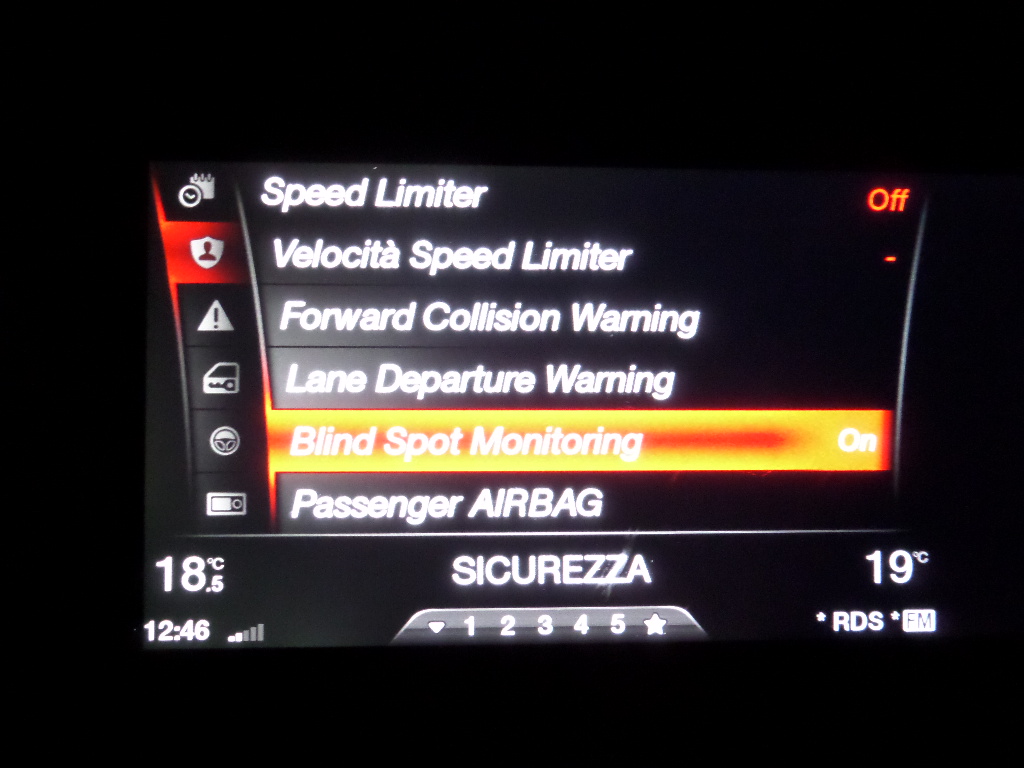 Speed Limiter Off
Velocità Speed Limiter -
Forward Collision Warning
Lane Departure Warning
Blind Spot Monitoring On
Passenger AIRBAG
18.5°C SICUREZZA 19°C
12:46 1 2 3 4 5 * RDS * FM